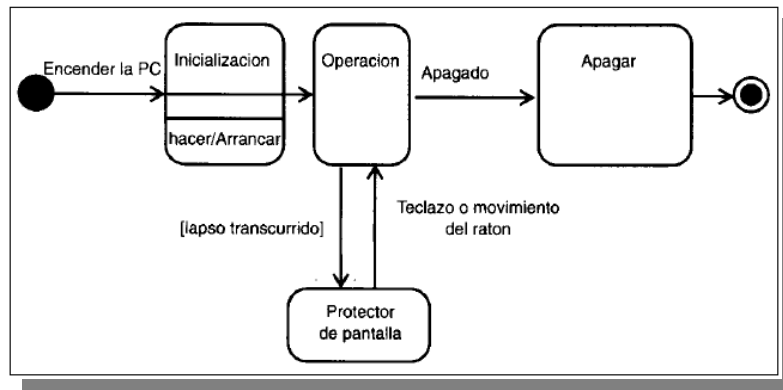 Encender la PC
Inicializacion
hacer/Arrancar
Operacion
Apagado
Apagar
[lapso transcurrido]
Teclazo o movimiento
del raton
Protector
de pantalla